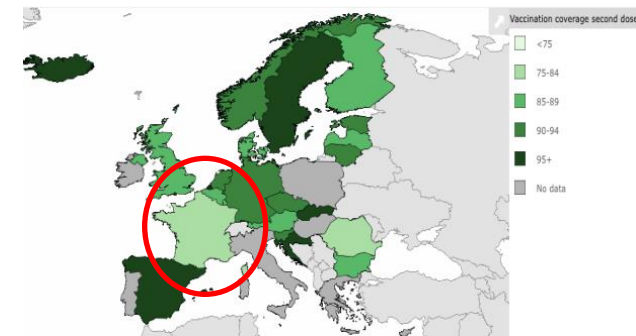 Vaccination coverage second dose
<75
75-84
85-89
90-94
95+
No data